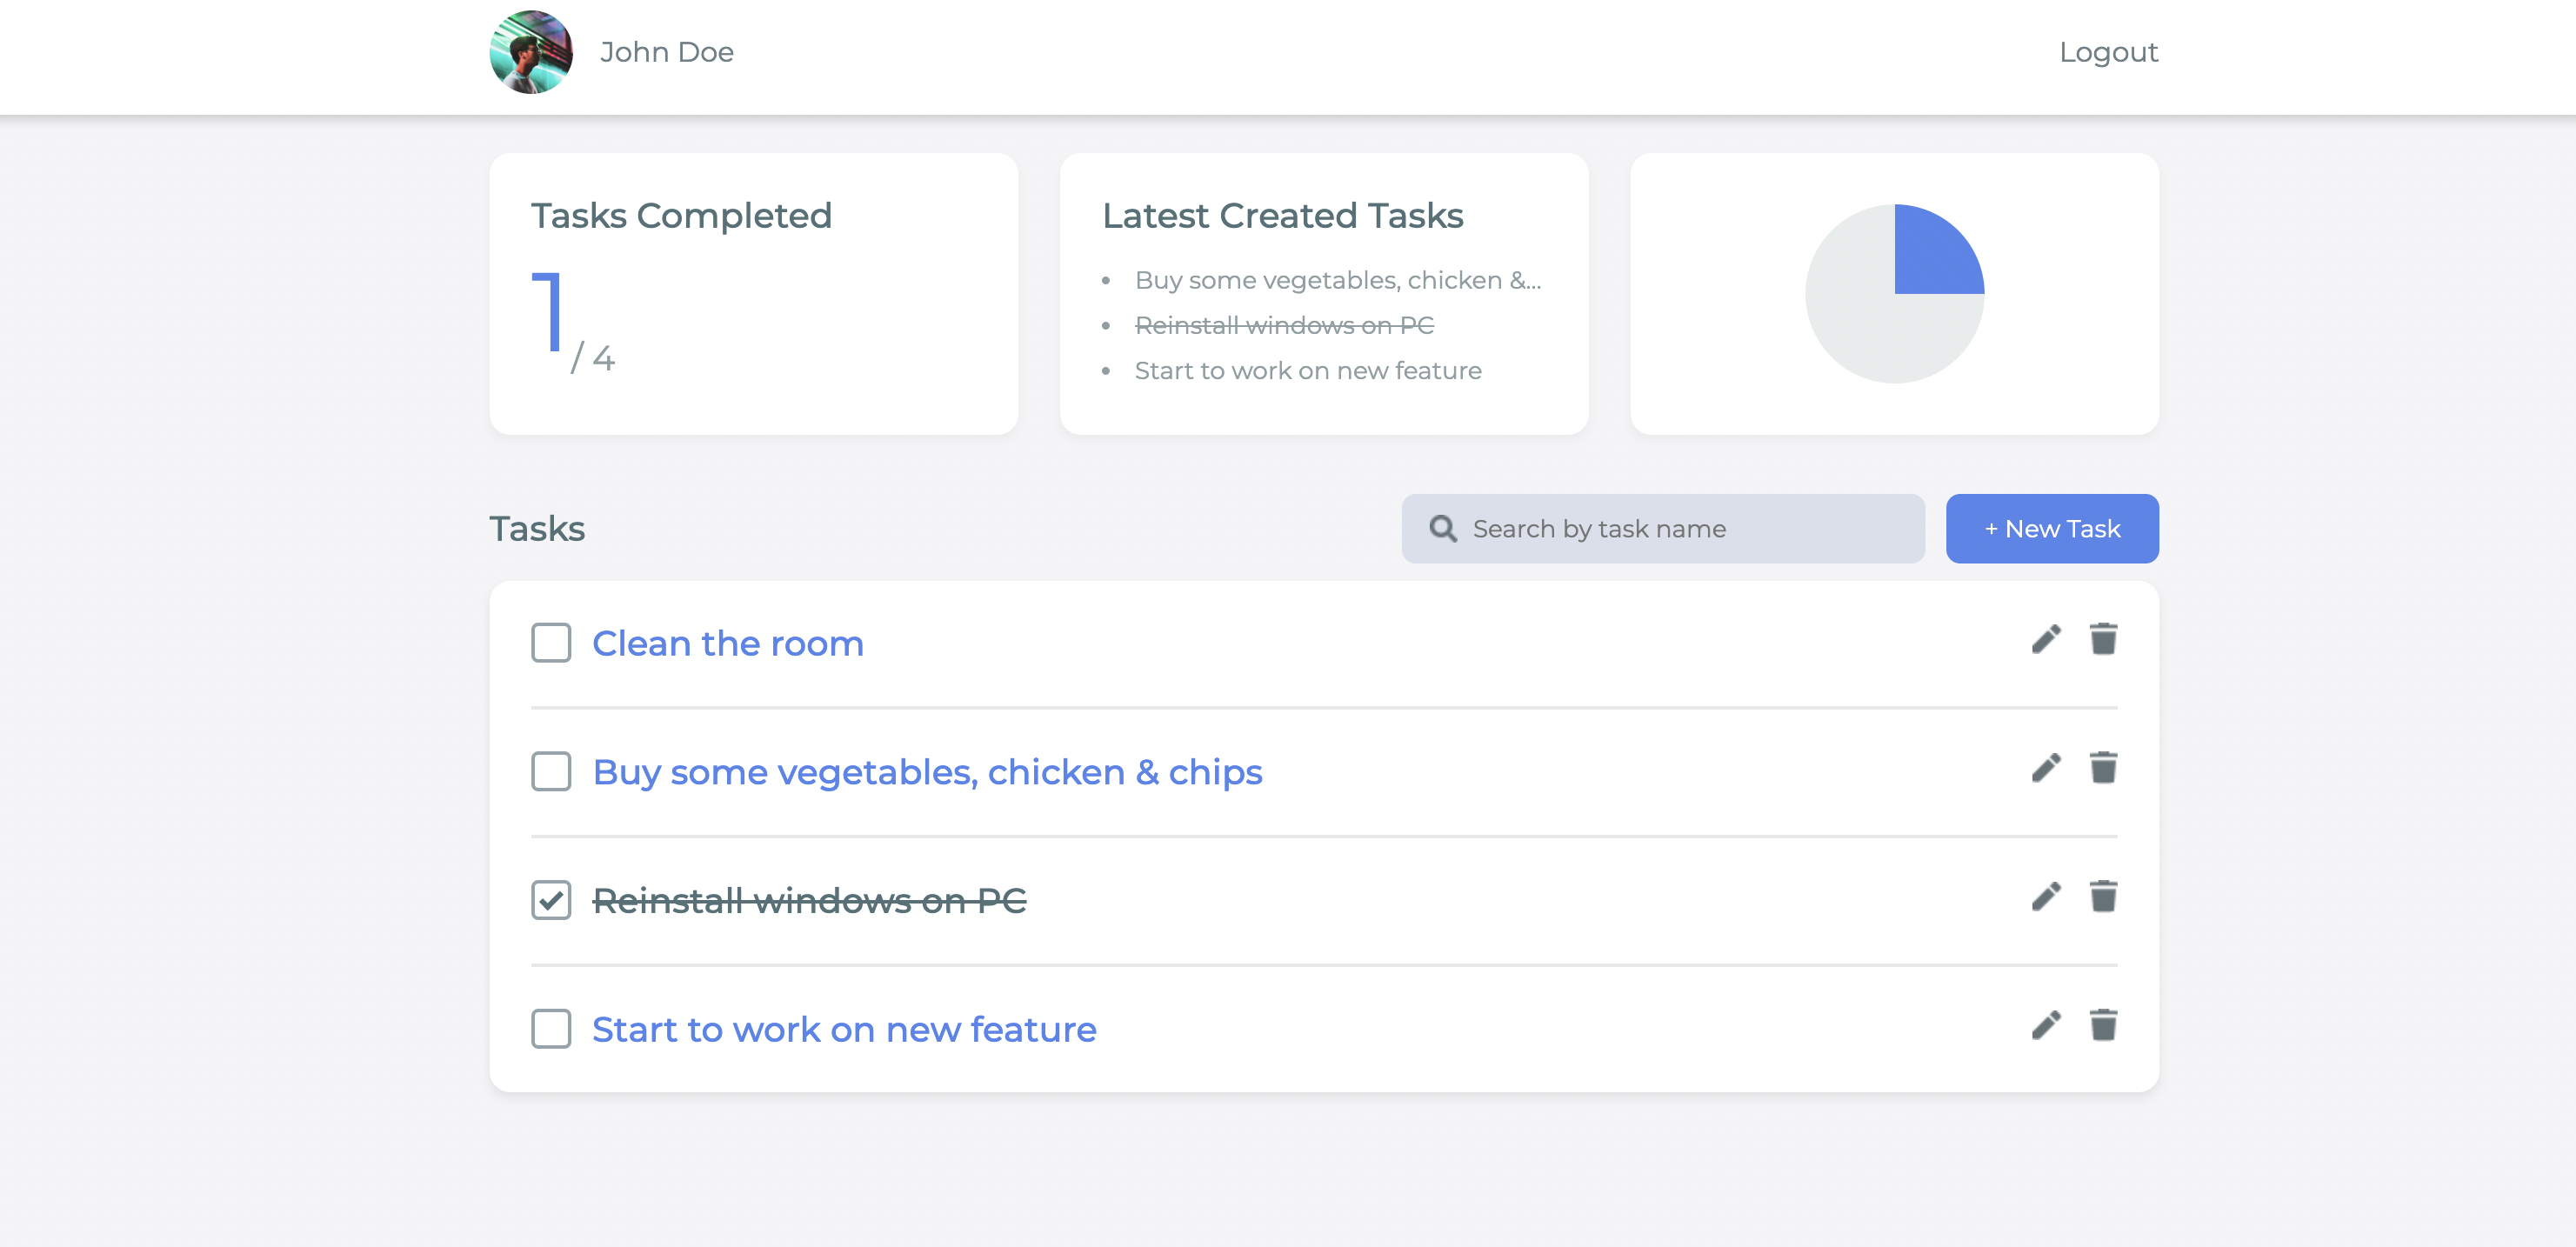 John Doe
Logout
Tasks Completed
1/ 4
Latest Created Tasks
Buy some vegetables, chicken &...
Reinstall windows on PC
Start to work on new feature
Tasks
Search by task name
+ New Task
Clean the room
Buy some vegetables, chicken & chips
Reinstall windows on PC
Start to work on new feature